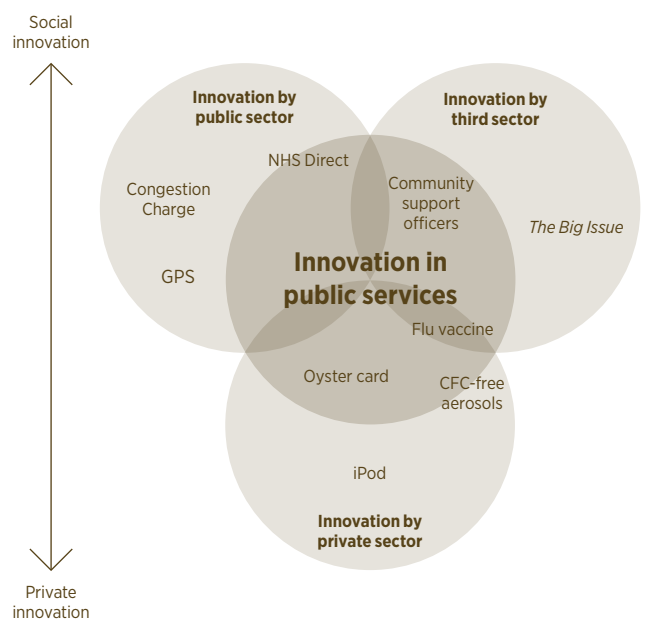 Social
innovation
Innovation by
public sector
Innovation by
third sector
NHS Direct
Congestion
Charge
Community
support
officers
The Big Issue
GPS
Innovation in
public services
Flu vaccine
Oyster card
CFC-free
aerosols
iPod
Innovation by
private sector
Private
innovation